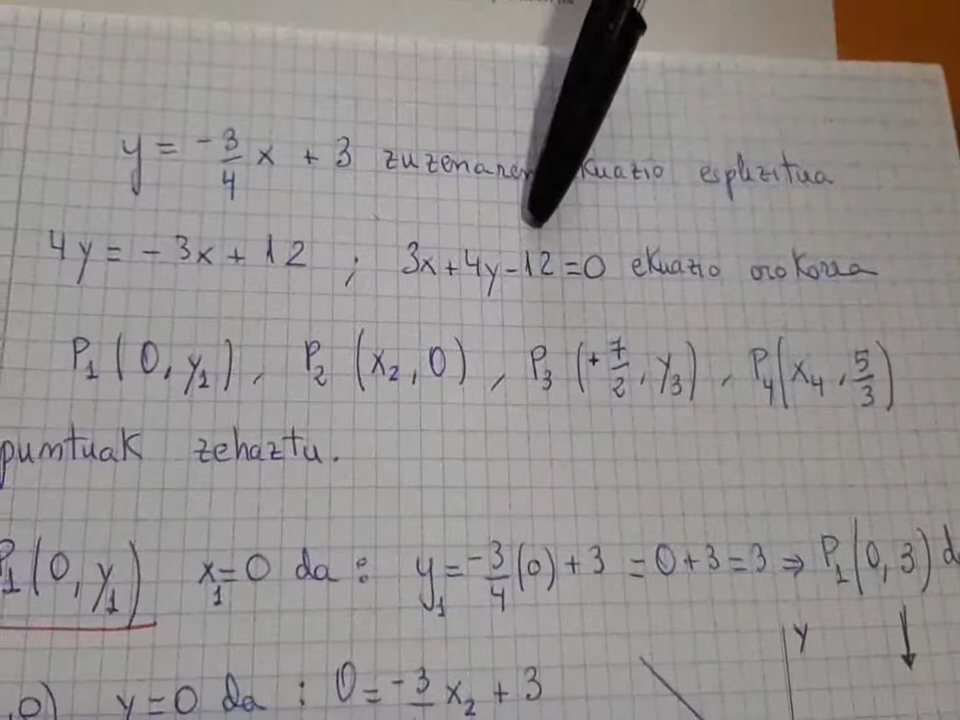 y = -3/4 x + 3 zuzenaren ekuazio esplizitua
4y = -3x + 12 ; 3x+4y-12=0 ekuazio orokorra
P₁(0, y₁), P₂(x₂, 0), P₃(+7/2, y₃), P₄(x₄, 5/3)
puntuak zehaztu.
P₁(0, y₁) x₁=0 da : y₁=-3/4(0)+3 = 0+3=3 ⇒ P₁(0, 3) d
y
,0) y=0 da : 0=-3 x₂ + 3